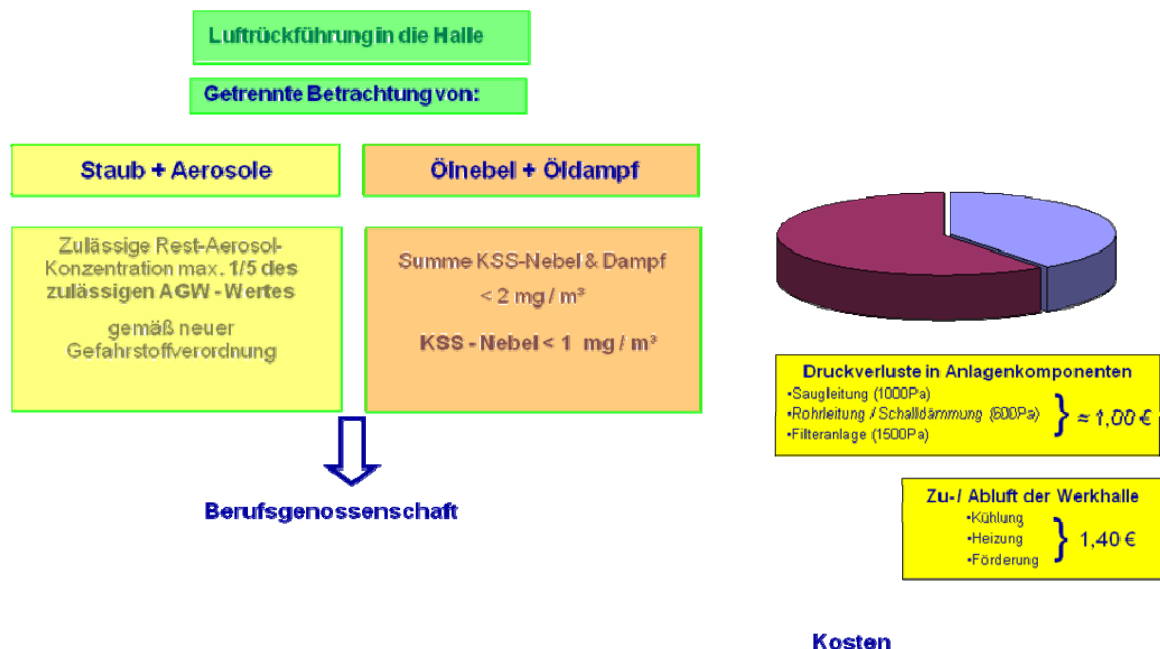 Luftrückführung in die Halle
Getrennte Betrachtung von:
Staub + Aerosole
Ölnebel + Öldampf
Zulässige Rest-Aerosol-
Konzentration max. 1/5 des
zulässigen AGW - Wertes
gemäß neuer
Gefahrstoffverordnung
Summe KSS-Nebel & Dampf
< 2 mg / m³
KSS - Nebel < 1 mg / m³
Berufsgenossenschaft
Druckverluste in Anlagenkomponenten
•Saugleitung (1000Pa)
•Rohrleitung / Schalldämmung (600Pa)
•Filteranlage (1500Pa)
} ≈ 1,00 €
Zu- / Abluft der Werkhalle
•Kühlung
•Heizung
•Förderung
} 1,40 €
Kosten